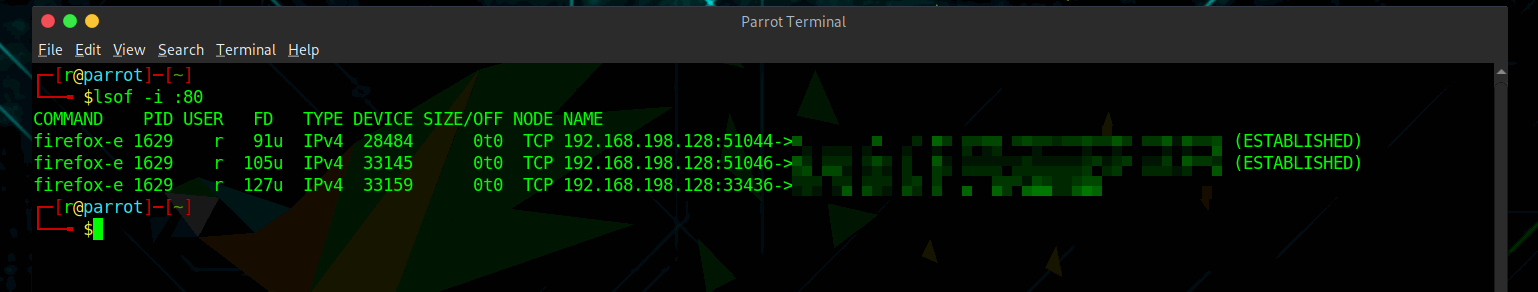 Parrot Terminal
File Edit View Search Terminal Help
┌─[r@parrot]─[~]
└──╼ $lsof -i :80
COMMAND    PID USER   FD   TYPE DEVICE SIZE/OFF NODE NAME
firefox-e 1629    r   91u  IPv4  28484      0t0  TCP 192.168.198.128:51044-> (ESTABLISHED)
firefox-e 1629    r  105u  IPv4  33145      0t0  TCP 192.168.198.128:51046-> (ESTABLISHED)
firefox-e 1629    r  127u  IPv4  33159      0t0  TCP 192.168.198.128:33436->
┌─[r@parrot]─[~]
└──╼ $